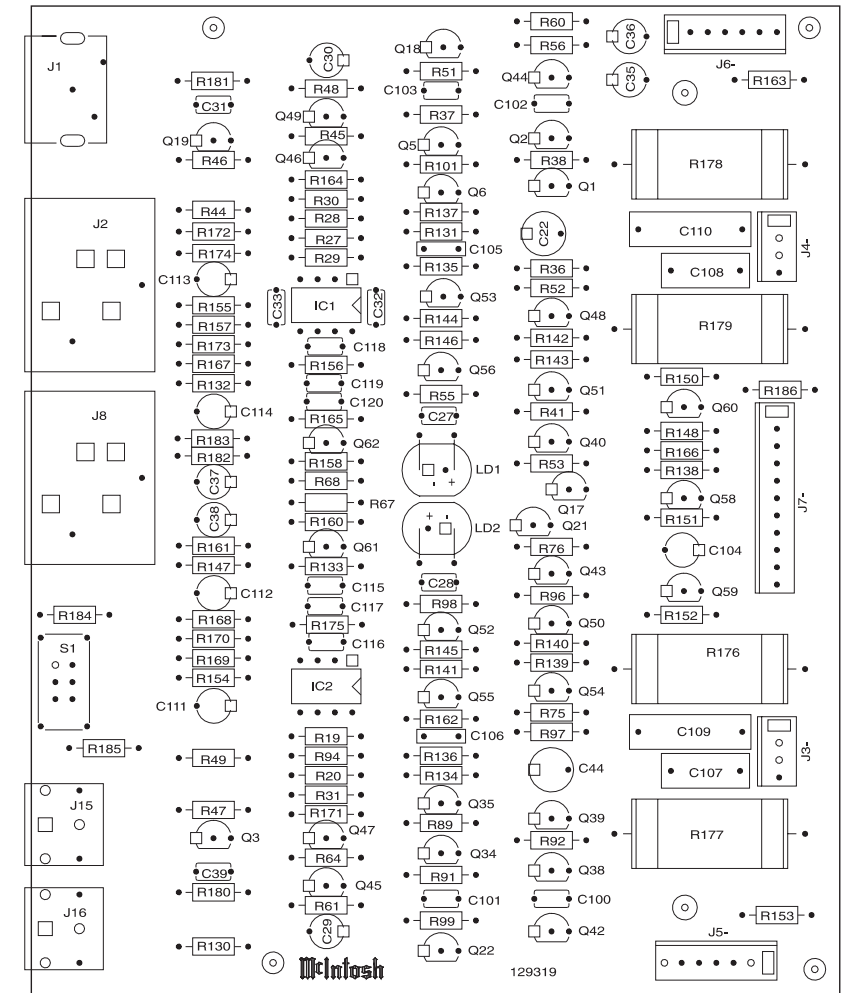 J1
R181
C31
Q19
R46
J2
R44
R172
R174
C113
R155
R157
R173
R167
R132
J8
C114
R183
R182
C37
C38
R161
R147
C112
R184
S1
R168
R170
R169
R154
C111
R185
R49
J15
R47
Q3
C39
R180
J16
R130
C30
R48
Q49
R45
Q46
R164
R30
R28
R27
R29
C33
IC1
C32
C118
R156
C119
C120
R165
Q62
R158
R68
R67
R160
Q61
R133
C115
C117
R175
C116
IC2
R19
R94
R20
R31
R171
Q47
R64
Q45
R61
C29
McIntosh
Q18
R51
C103
R37
Q5
R101
Q6
R137
R131
C105
R135
Q53
R144
R146
Q56
R55
C27
LD1
- +
+ -
LD2
C28
R98
Q52
R145
R141
Q55
R162
C106
R136
R134
Q35
R89
Q34
R91
C101
R99
Q22
R60
R56
Q44
C102
Q2
R38
Q1
C22
R36
R52
Q48
R142
R143
Q51
R41
Q40
R53
Q17
Q21
R76
Q43
R96
Q50
R140
R139
Q54
R75
R97
C44
Q39
R92
Q38
C100
Q42
129319
C36
C35
J6-
R163
R178
C110
C108
J4-
R179
R150
R186
Q60
R148
R166
R138
Q58
R151
J7-
C104
Q59
R152
R176
C109
C107
J3-
R177
R153
J5-